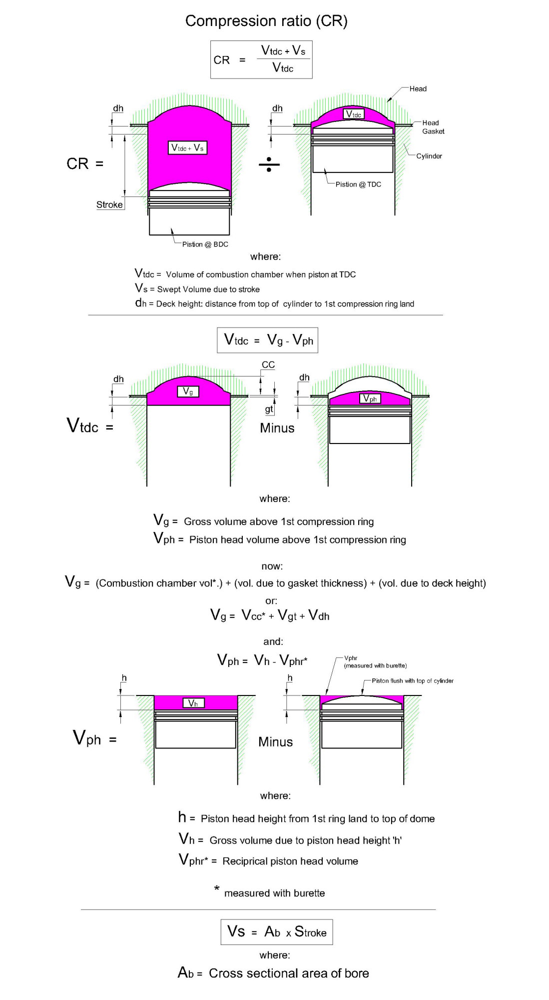 Compression ratio (CR)
CR = Vtdc + Vs
Vtdc
Head
dh
dh
Vtdc
Head
Gasket
Vtdc + Vs
Cylinder
CR =
÷
Pistion @ TDC
Stroke
Pistion @ BDC
where:
Vtdc = Volume of combustion chamber when piston at TDC
Vs = Swept Volume due to stroke
dh = Deck height: distance from top of cylinder to 1st compression ring land
Vtdc = Vg - Vph
CC
dh
dh
Vg
Vph
gt
Vtdc =
Minus
where:
Vg = Gross volume above 1st compression ring
Vph = Piston head volume above 1st compression ring
now:
Vg = (Combustion chamber vol*.) + (vol. due to gasket thickness) + (vol. due to deck height)
or:
Vg = Vcc* + Vgt + Vdh
and:
Vph = Vh - Vphr*
Vphr
(measured with burette)
h
h
Piston flush with top of cylinder
Vh
Vph =
Minus
where:
h = Piston head height from 1st ring land to top of dome
Vh = Gross volume due to piston head height 'h'
Vphr* = Reciprical piston head volume
* measured with burette
Vs = Ab x Stroke
where:
Ab = Cross sectional area of bore